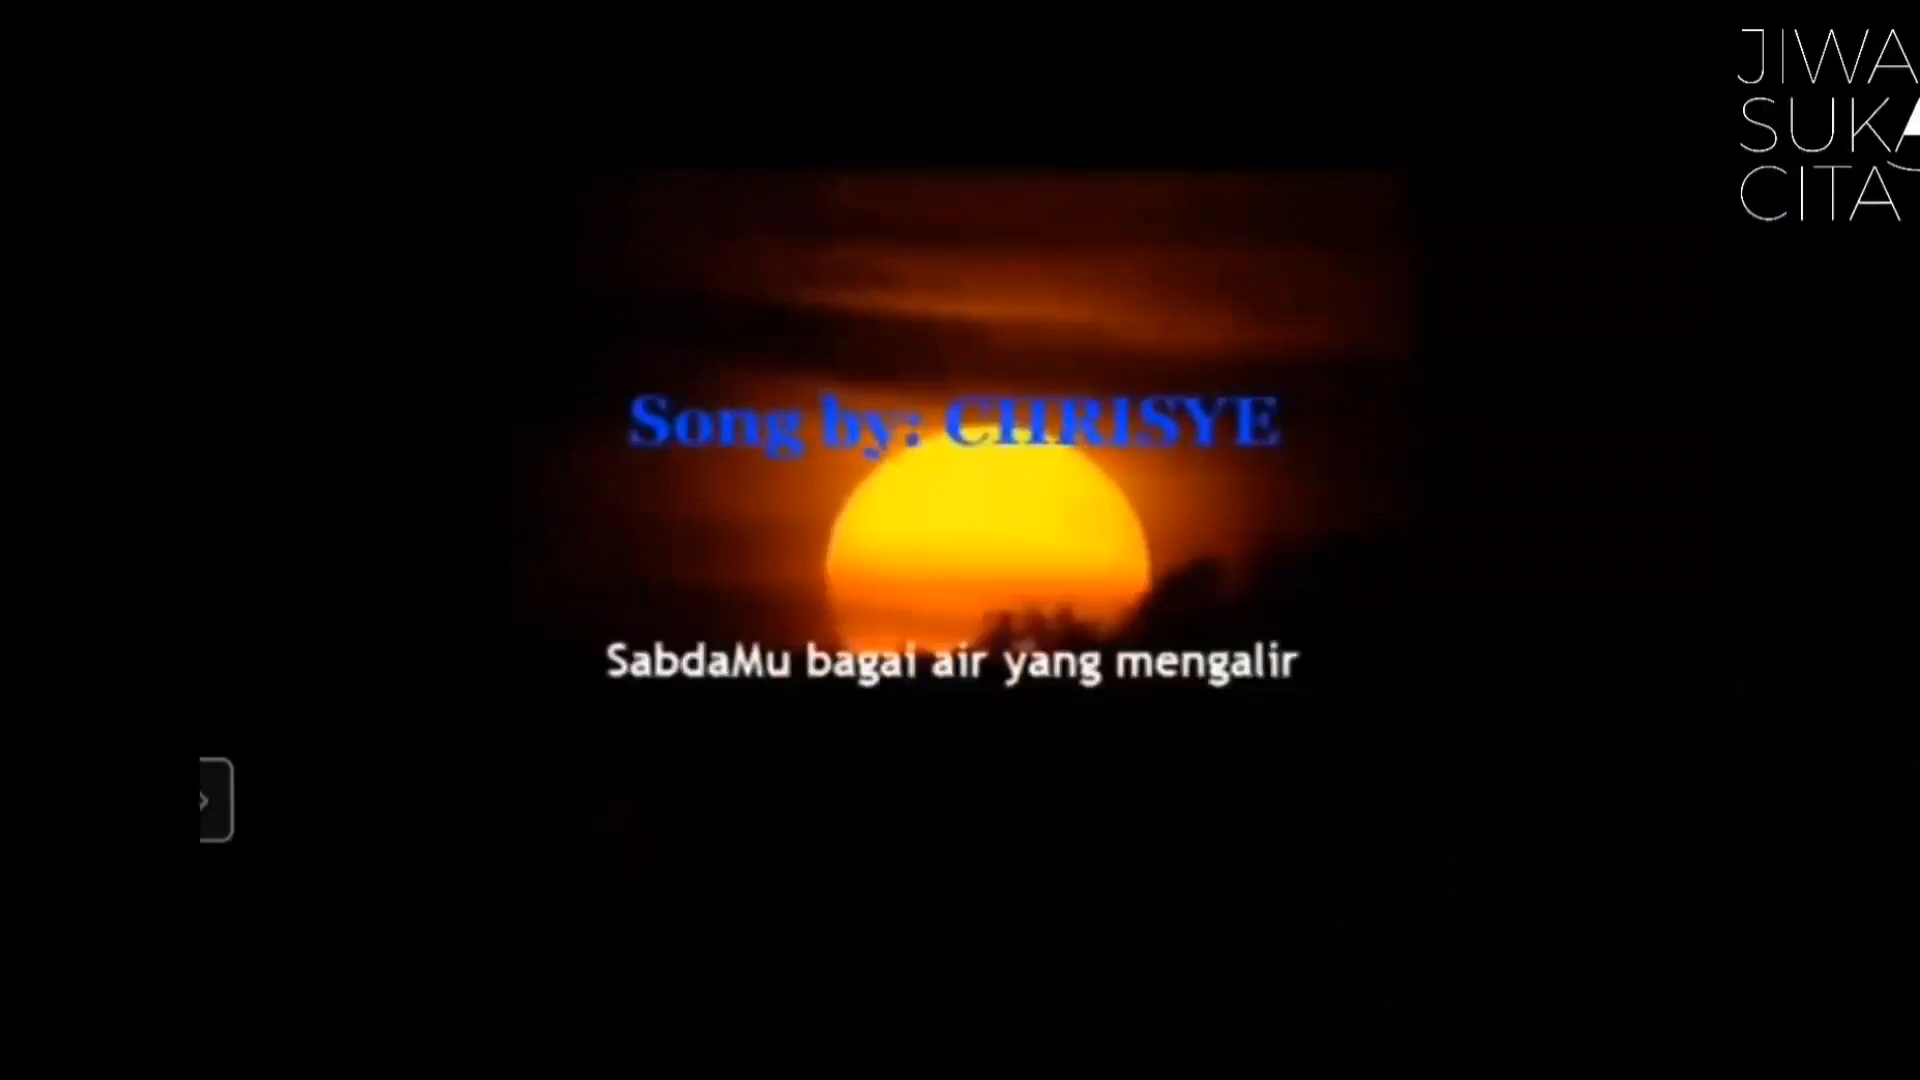 JIWA
SUKA
CITA
Song by: CHRISYE
SabdaMu bagai air yang mengalir